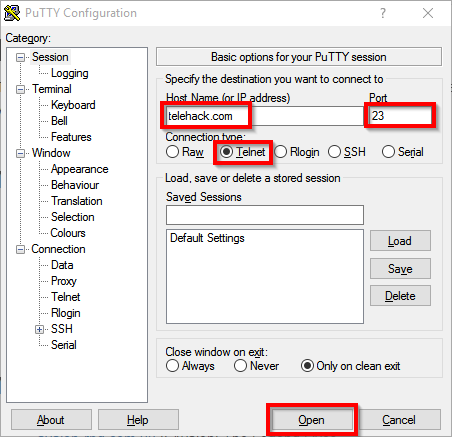 PuTTY Configuration
?
Category:
Session
Logging
Terminal
Keyboard
Bell
Features
Window
Appearance
Behaviour
Translation
Selection
Colours
Connection
Data
Proxy
Telnet
Rlogin
SSH
Serial
Basic options for your PuTTY session
Specify the destination you want to connect to
Host Name (or IP address) Port
telehack.com 23
Connection type:
Raw Telnet Rlogin SSH Serial
Load, save or delete a stored session
Saved Sessions
Default Settings
Load
Save
Delete
Close window on exit:
Always Never Only on clean exit
About Help Open Cancel